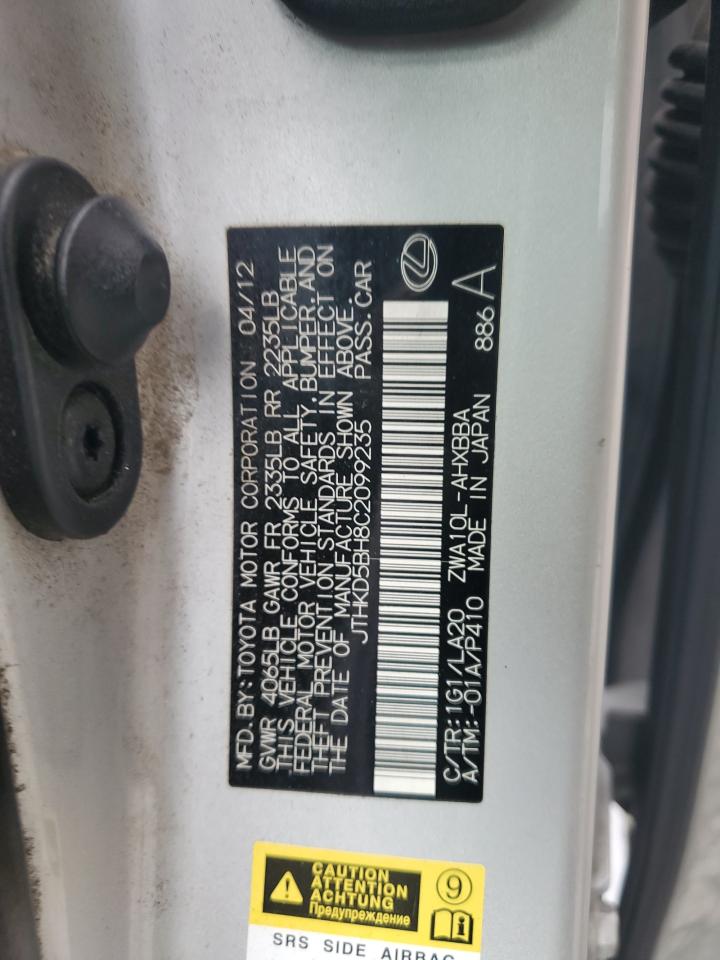 MFD.BY:TOYOTA MOTOR CORPORATION 04/12
GVWR 4065LB GAWR FR 2335LB RR 2235LB
THIS VEHICLE CONFORMS TO ALL APPLICABLE
FEDERAL MOTOR VEHICLE SAFETY,BUMPER,AND
THEFT PREVENTION STANDARDS IN EFFECT ON
THE DATE OF MANUFACTURE SHOWN ABOVE.
JTHKD5BH8C2099235 PASS.CAR
C/TR:1G1/LA20 ZWA10L-AHXBBA
A/TM:-01A/P410 MADE IN JAPAN 886 A
CAUTION
ATTENTION
ACHTUNG
Предупреждение
9
SRS SIDE AIRBAG